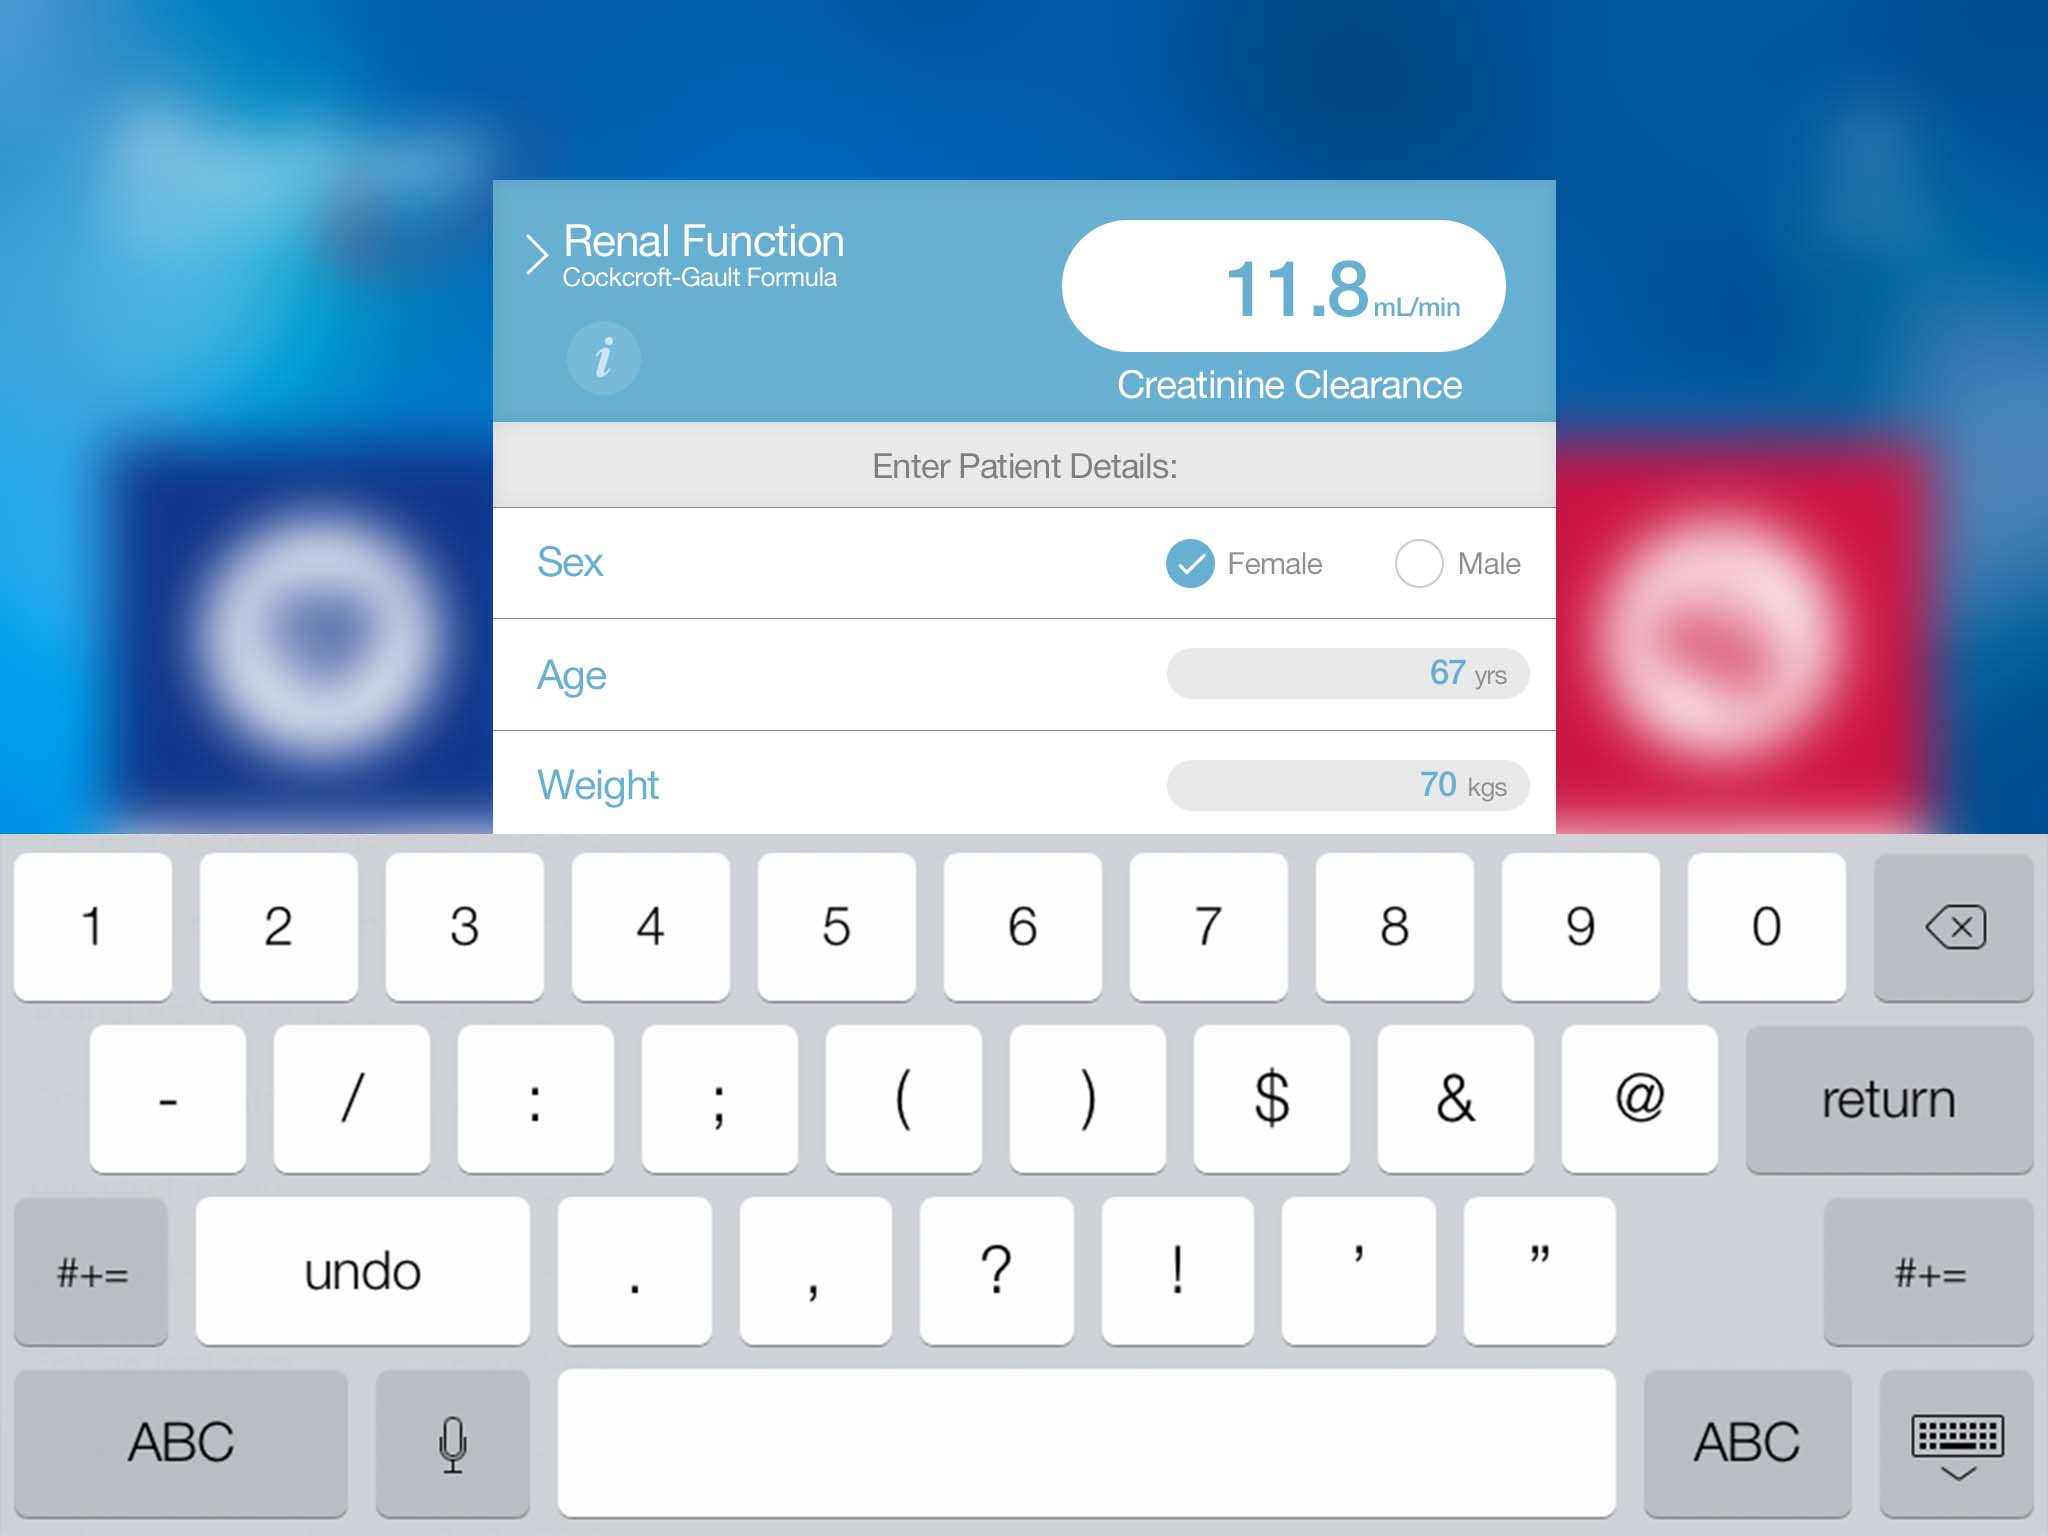 Renal Function
Cockcroft-Gault Formula
i
11.8 mL/min
Creatinine Clearance
Enter Patient Details:
Sex Female Male
Age 67 yrs
Weight 70 kgs
1 2 3 4 5 6 7 8 9 0
- / : ; ( ) $ & @ return
#+= undo . , ? ! ’ ” #+=
ABC ABC